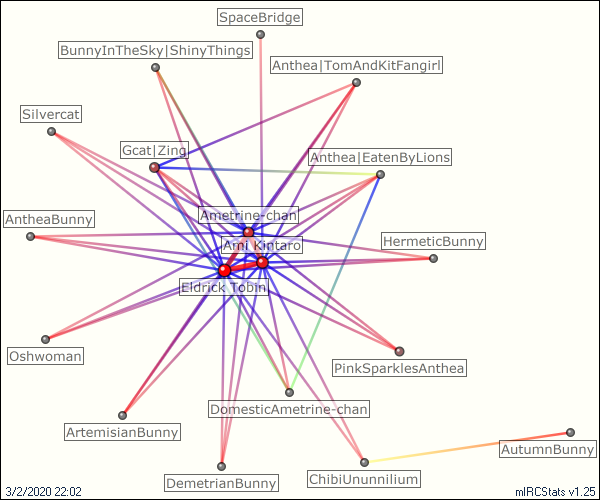 SpaceBridge
BunnyInTheSky|ShinyThings
Anthea|TomAndKitFangirl
Silvercat
Gcat|Zing
Anthea|EatenByLions
Ametrine-chan
AntheaBunny
Ami Kintaro
HermeticBunny
Eldrick Tobin
Oshwoman
PinkSparklesAnthea
DomesticAmetrine-chan
ArtemisianBunny
AutumnBunny
DemetrianBunny
ChibiUnunnilium
3/2/2020 22:02
mIRCStats v1.25